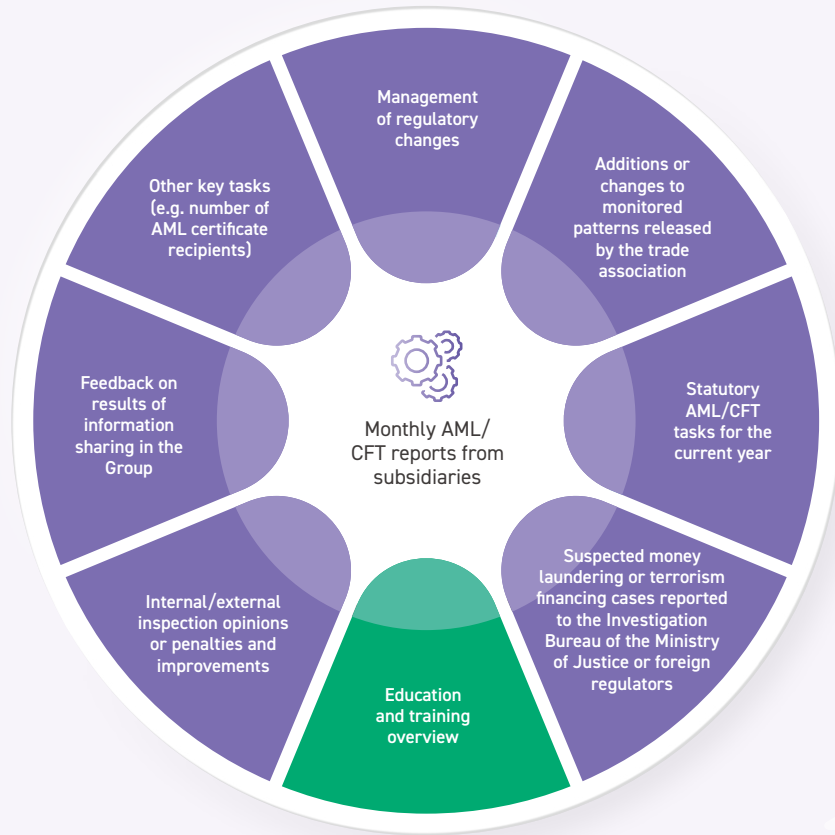 Management
of regulatory
changes
Additions or
changes to
monitored
patterns released
by the trade
association
Statutory
AML/CFT
tasks for the
current year
Suspected money
laundering or terrorism
financing cases reported
to the Investigation
Bureau of the Ministry
of Justice or foreign
regulators
Education
and training
overview
Internal/external
inspection opinions
or penalties and
improvements
Feedback on
results of
information
sharing in the
Group
Other key tasks
(e.g. number of
AML certificate
recipients)
Monthly AML/
CFT reports from
subsidiaries